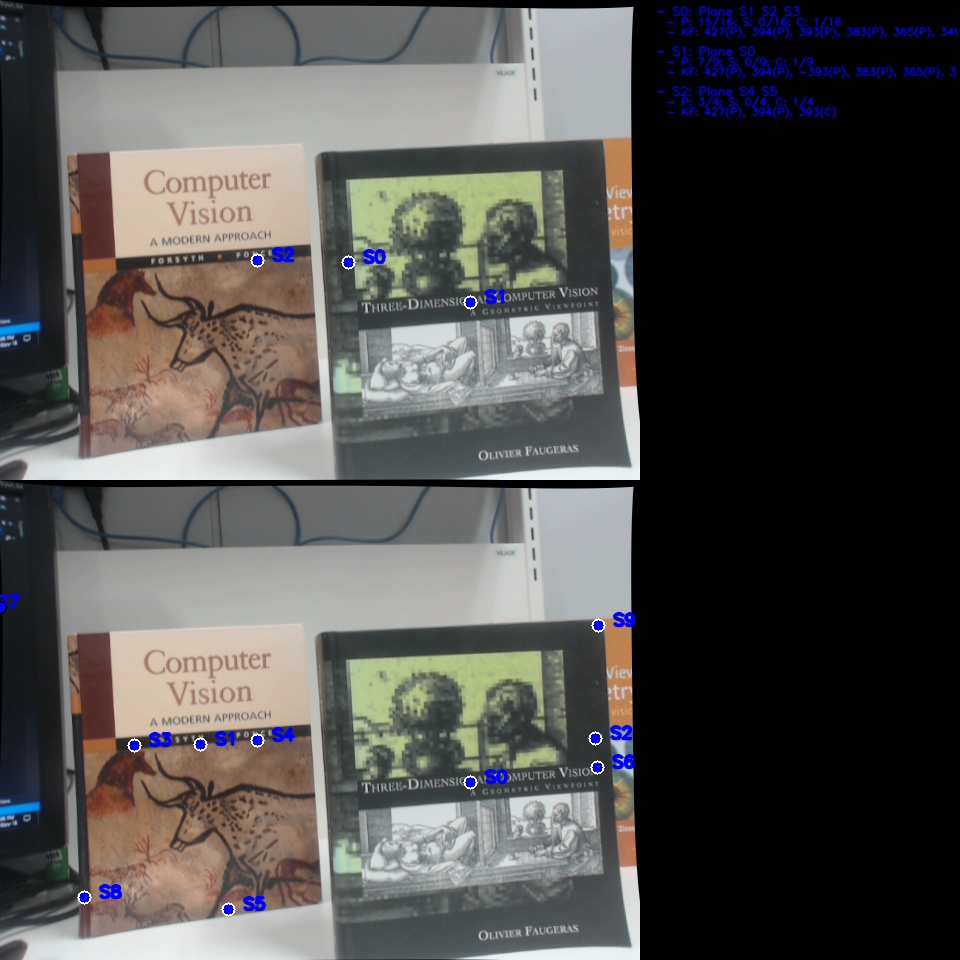 - S0: Plane S1 S2 S3
- P: 15/16; S: 0/16; C: 1/16
- KF: 427(P), 394(P), 393(P), 383(P), 365(P),
- S1: Plane S0
- P: 7/9; S: 0/9; C: 1/9
- KF: 427(P), 394(P), -393(P), 383(P), 365(P), 3
- S2: Plane S4 S5
- P: 3/4; S: 0/4; C: 1/4
- KF: 427(P), 394(P), 393(C)
Computer
Vision
A MODERN APPROACH
FORSYTH
S2
S0
S1
THREE-DIMENSIONAL COMPUTER VISION
A GEOMETRIC VIEWPOINT
OLIVIER FAUGERAS
View
etry
Zisse
S7
S9
Computer
Vision
A MODERN APPROACH
S3
S1
S4
S2
S6
S0
THREE-DIMENSIONAL COMPUTER VISION
A GEOMETRIC VIEWPOINT
S8
S5
OLIVIER FAUGERAS
etry